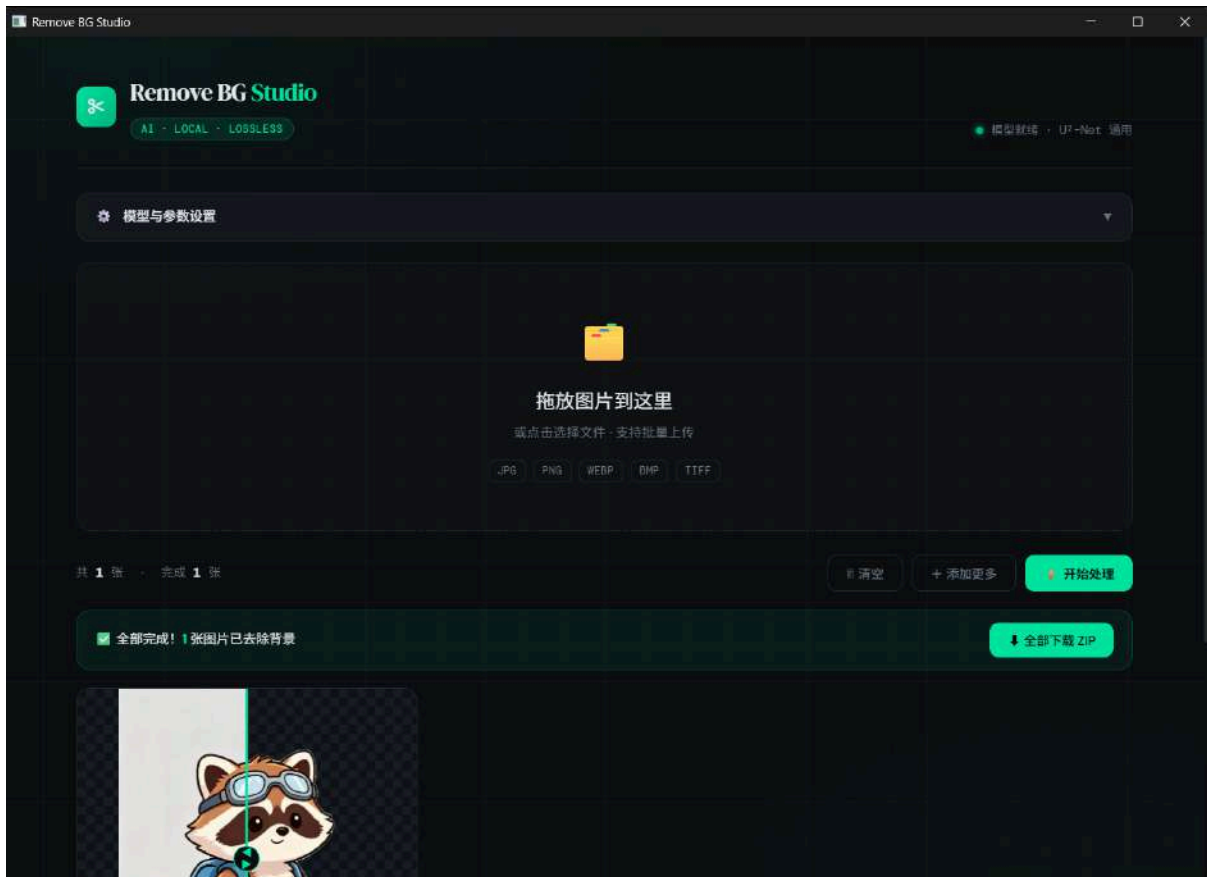 Remove BG Studio
Remove BG Studio
AI · LOCAL · LOSSLESS
模型就绪 · U²-Net 通用
模型与参数设置
拖放图片到这里
或点击选择文件 · 支持批量上传
JPG PNG WEBP BMP TIFF
共 1 张 · 完成 1 张
清空
+ 添加更多
开始处理
全部完成！1 张图片已去除背景
全部下载 ZIP